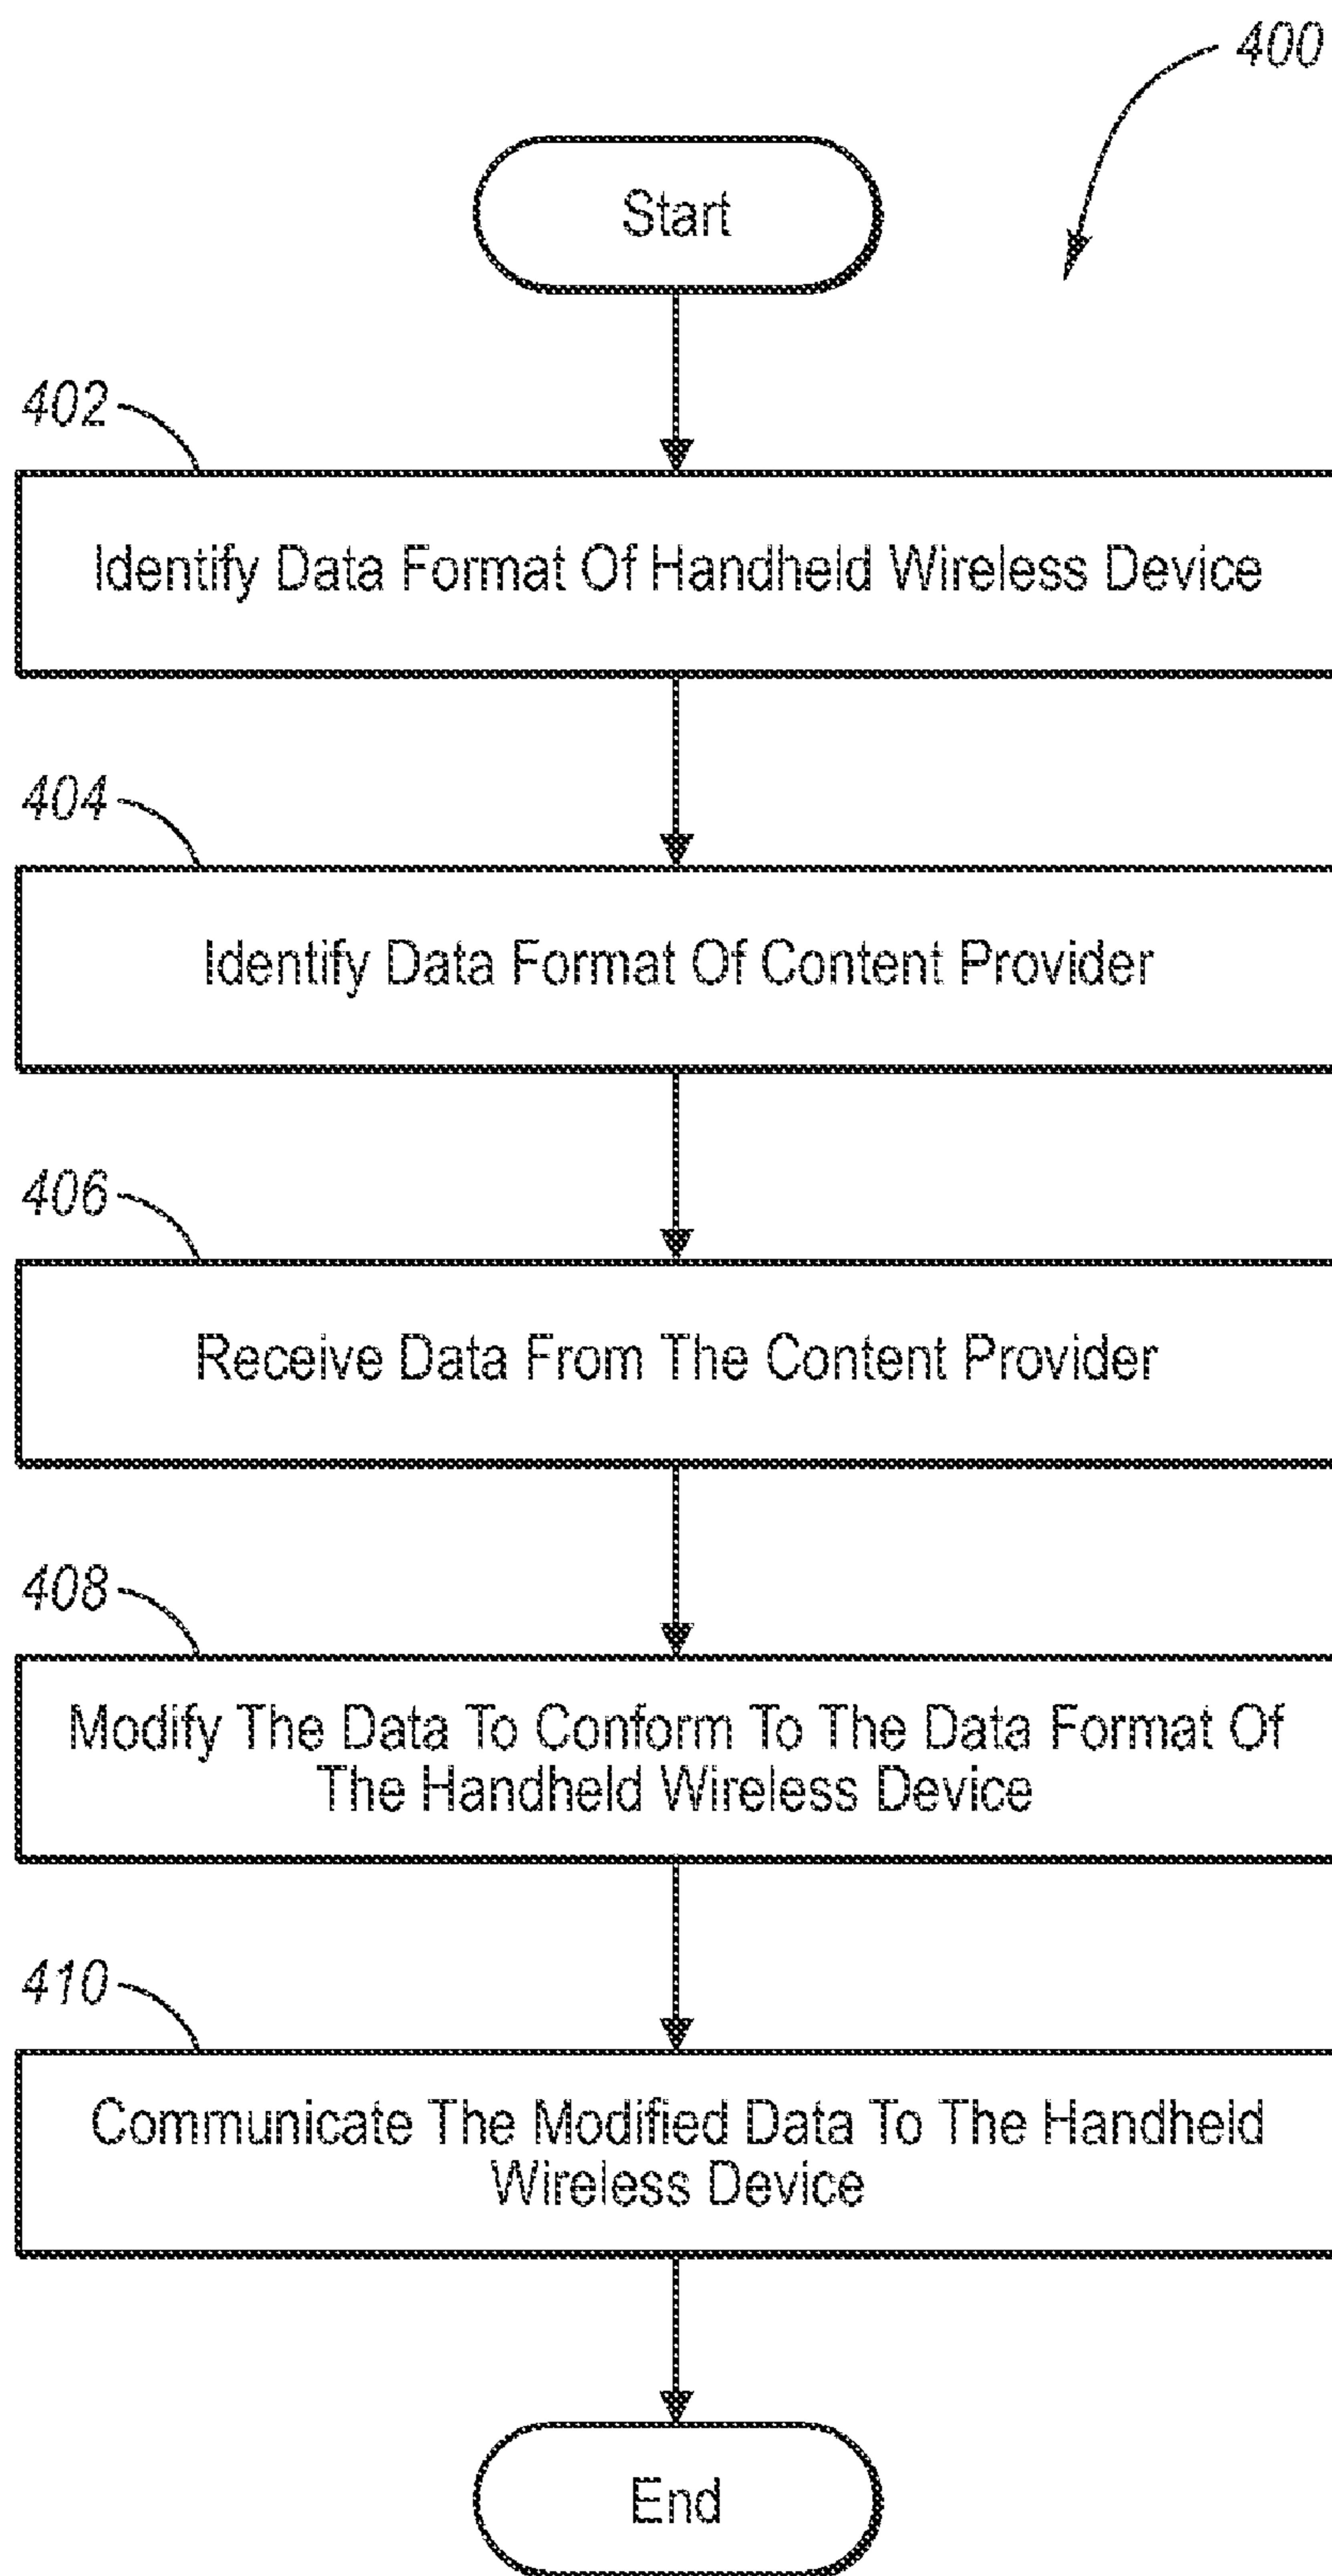 400
Start
402
Identify Data Format Of Handheld Wireless Device
404
Identify Data Format Of Content Provider
406
Receive Data From The Content Provider
408
Modify The Data To Conform To The Data Format Of
The Handheld Wireless Device
410
Communicate The Modified Data To The Handheld
Wireless Device
End